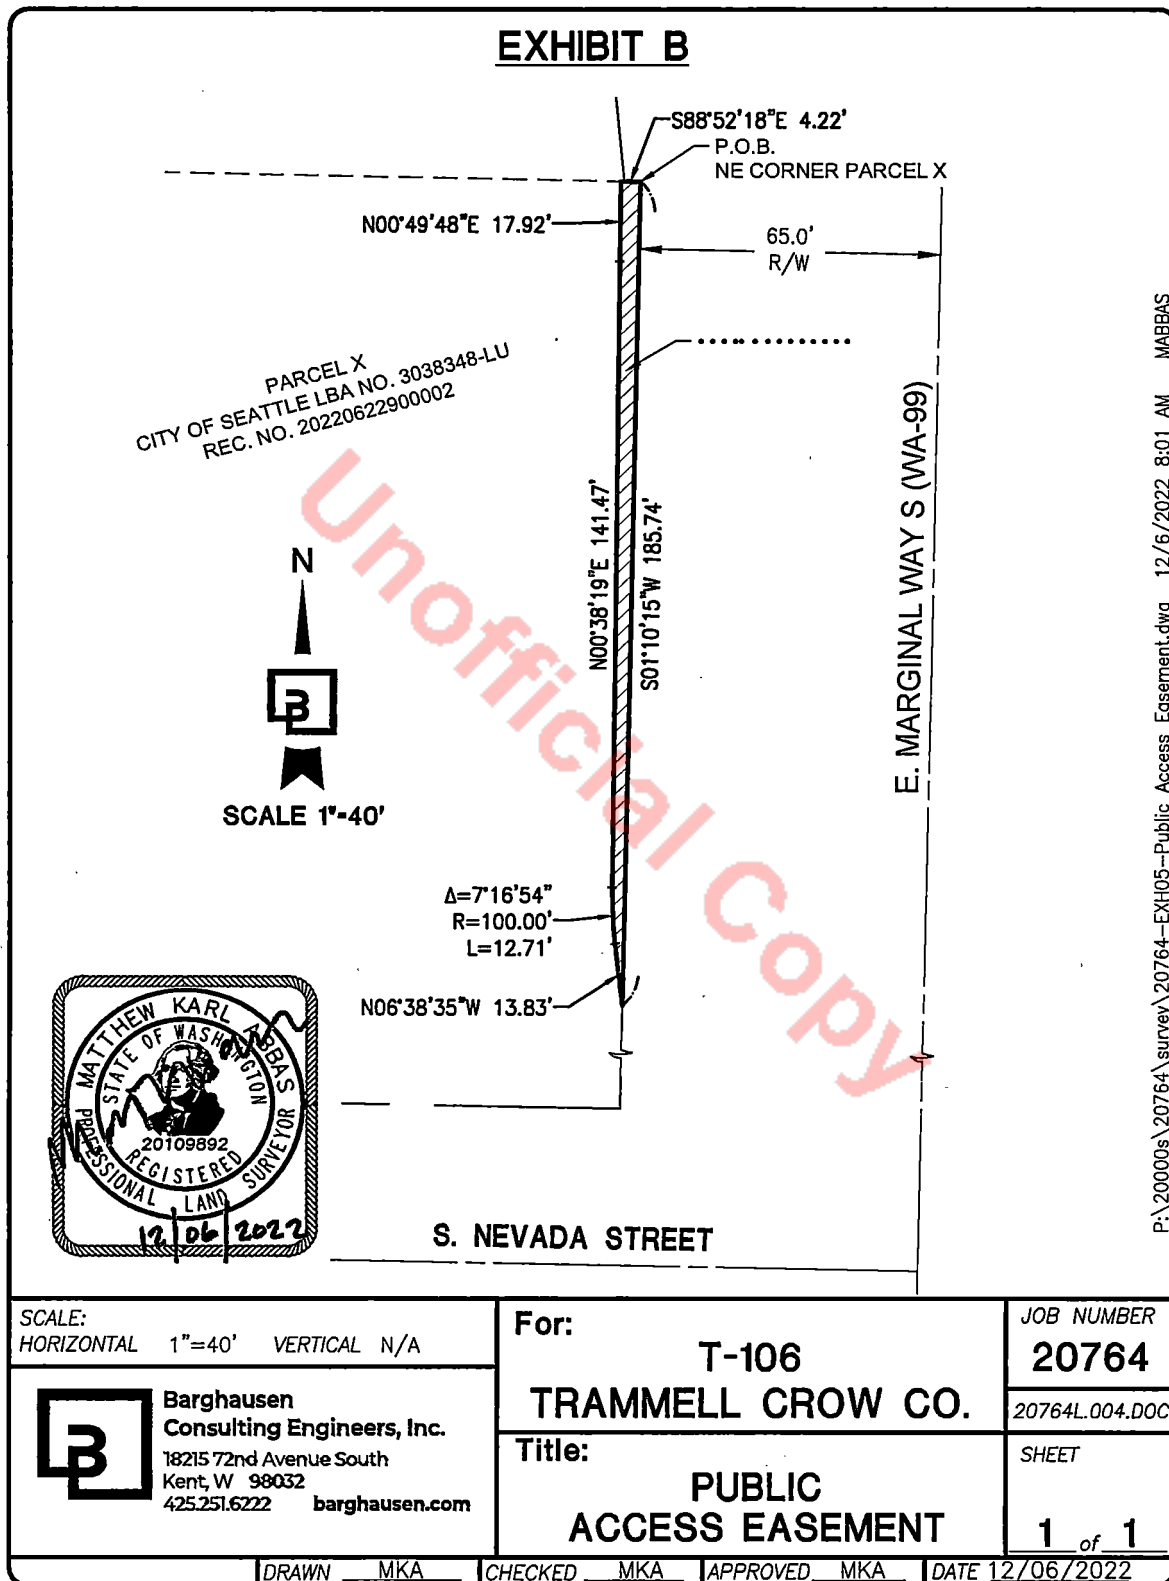 EXHIBIT B
S88°52'18"E 4.22'
P.O.B.
NE CORNER PARCEL X
N00°49'48"E 17.92'
65.0'
R/W
PARCEL X
CITY OF SEATTLE LBA NO. 3038348-LU
REC. NO. 20220622900002
N00°38'19"E 141.47'
S01°10'15"W 185.74'
E. MARGINAL WAY S (WA-99)
N
B
SCALE 1"=40'
Δ=7°16'54"
R=100.00'
L=12.71'
N06°38'35"W 13.83'
Unofficial Copy
MATTHEW KARL ABBAS
STATE OF WASHINGTON
20109892
REGISTERED
PROFESSIONAL LAND SURVEYOR
12 06 2022
S. NEVADA STREET
P:\20000s\20764\survey\20764-EXH05-Public Access Easement.dwg 12/6/2022 8:01 AM MABBAS
SCALE:
HORIZONTAL 1"=40' VERTICAL N/A
B
Barghausen
Consulting Engineers, Inc.
18215 72nd Avenue South
Kent, W 98032
425.251.6222 barghausen.com
For:
T-106
TRAMMELL CROW CO.
Title:
PUBLIC
ACCESS EASEMENT
JOB NUMBER
20764
20764L.004.DOC
SHEET
1 of 1
DRAWN MKA CHECKED MKA APPROVED MKA DATE 12/06/2022